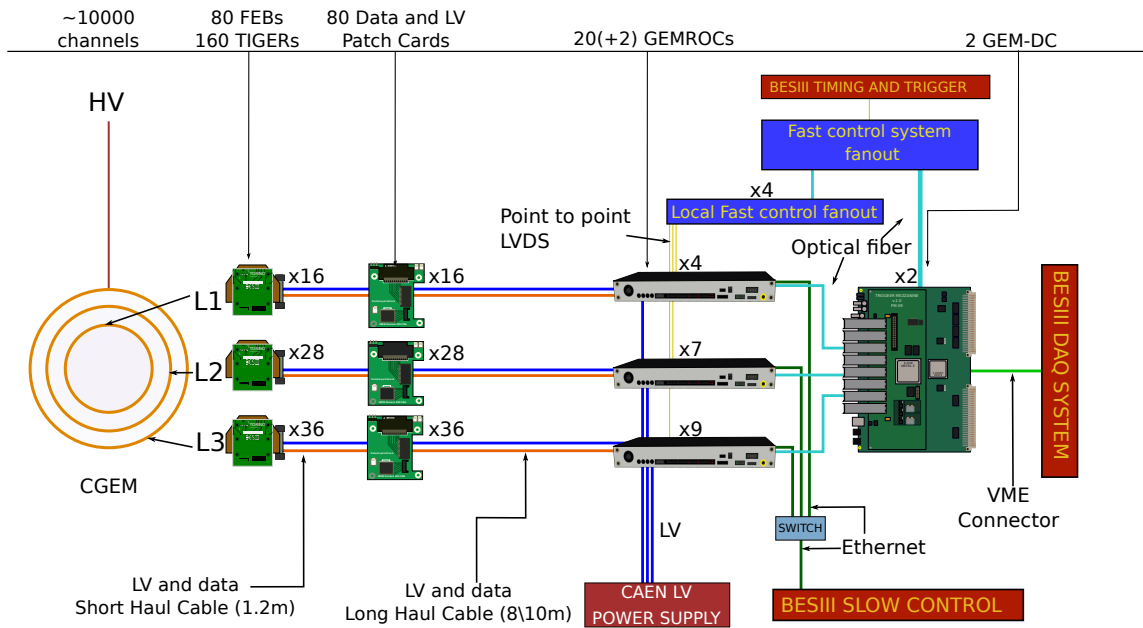 ~10000
channels
80 FEBs
160 TIGERs
80 Data and LV
Patch Cards
20(+2) GEMROCs
2 GEM-DC
BESIII TIMING AND TRIGGER
HV
Fast control system
fanout
x4
Local Fast control fanout
Point to point
LVDS
Optical fiber
x16
x16
x4
x2
L1
TRIGGER MEZZANINE
L2
x28
x28
x7
L3
x36
x36
x9
BESIII DAQ SYSTEM
CGEM
VME
Connector
LV
SWITCH
Ethernet
LV and data
Short Haul Cable (1.2m)
LV and data
Long Haul Cable (8\10m)
CAEN LV
POWER SUPPLY
BESIII SLOW CONTROL